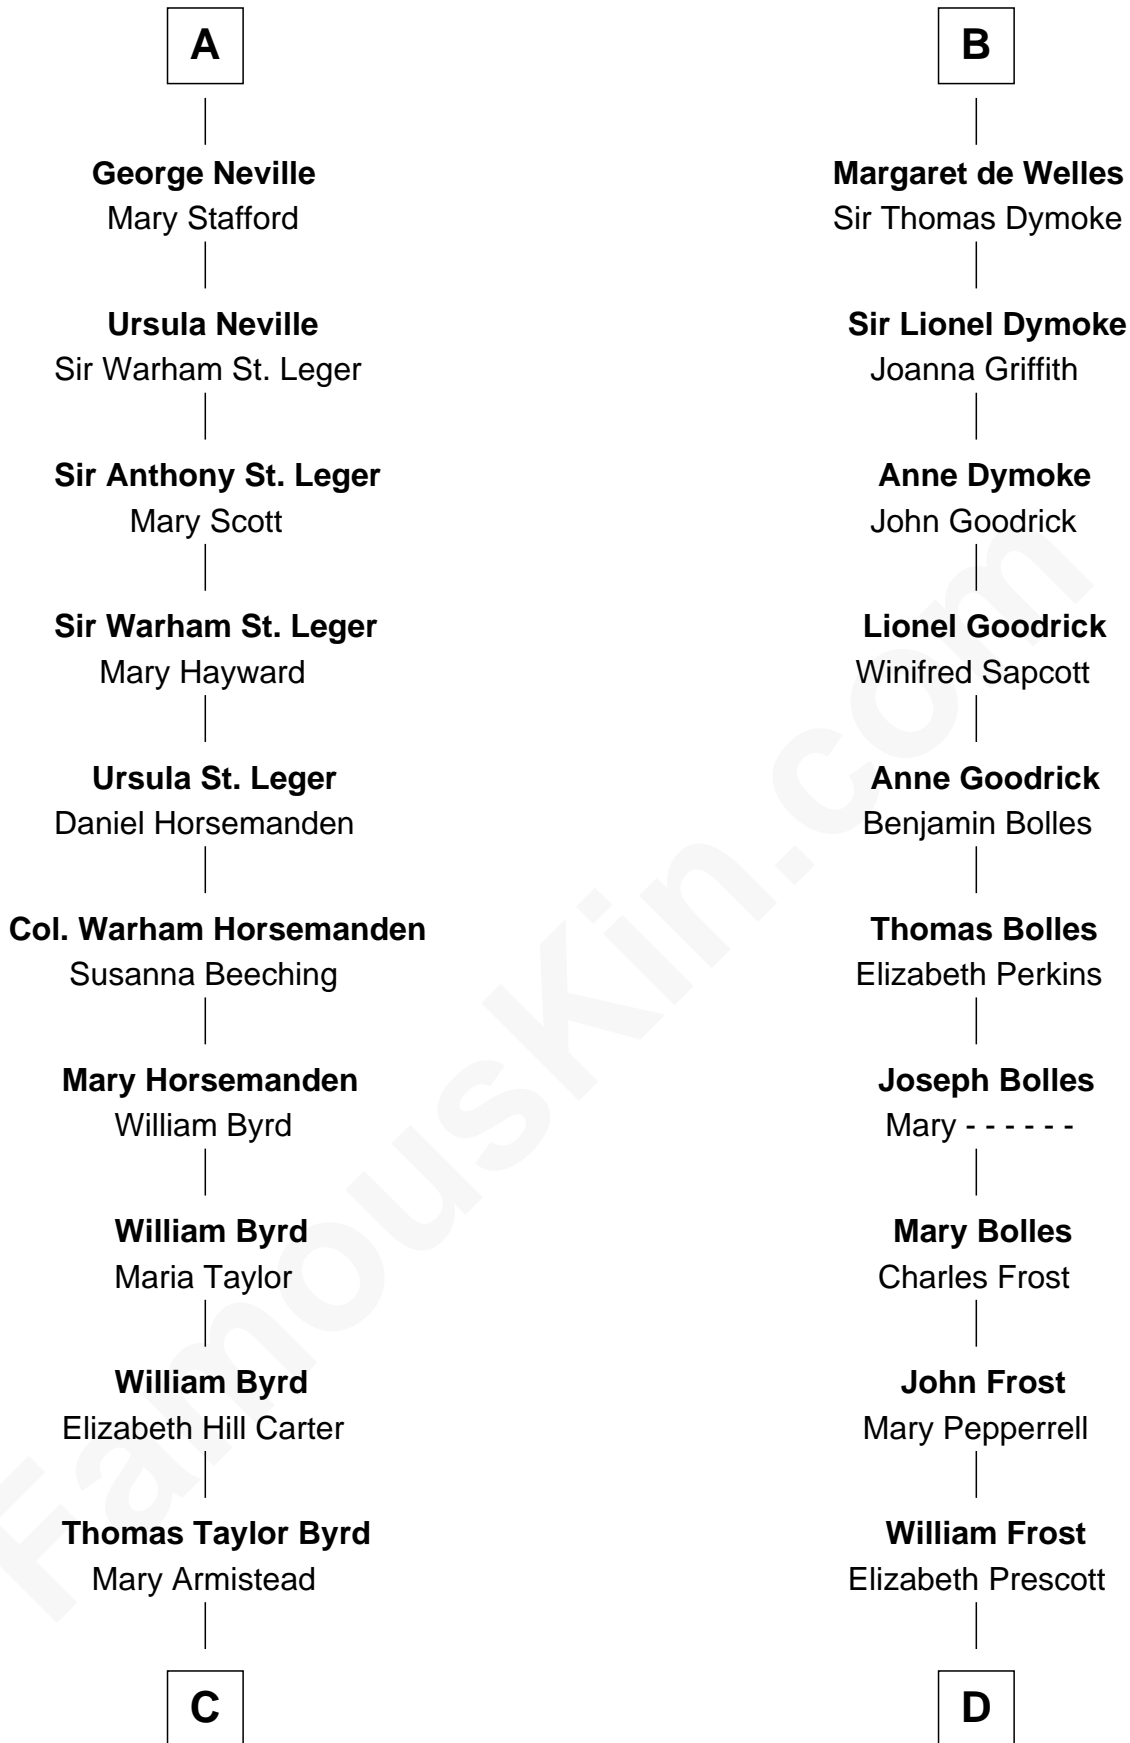 A
George Neville
Mary Stafford
Ursula Neville
Sir Warham St. Leger
Sir Anthony St. Leger
Mary Scott
Sir Warham St. Leger
Mary Hayward
Ursula St. Leger
Daniel Horsemanden
Col. Warham Horsemanden
Susanna Beeching
Mary Horsemanden
William Byrd
William Byrd
Maria Taylor
William Byrd
Elizabeth Hill Carter
Thomas Taylor Byrd
Mary Armistead
C
B
Margaret de Welles
Sir Thomas Dymoke
Sir Lionel Dymoke
Joanna Griffith
Anne Dymoke
John Goodrick
Lionel Goodrick
Winifred Sapcott
Anne Goodrick
Benjamin Bolles
Thomas Bolles
Elizabeth Perkins
Joseph Bolles
Mary - - - - - -
Mary Bolles
Charles Frost
John Frost
Mary Pepperrell
William Frost
Elizabeth Prescott
D
FamousKin.com